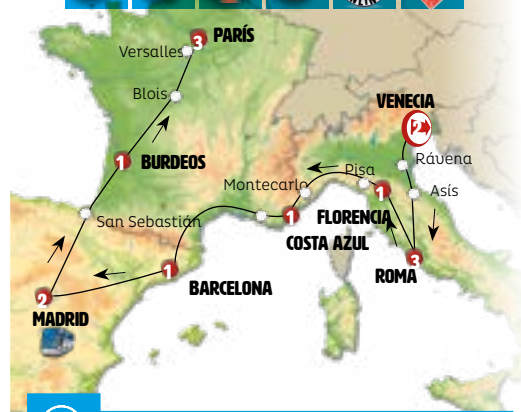 3 PARÍS
Versalles
Blois
VENECIA
2
1 BURDEOS
Rávena
Pisa
Montecarlo
1
Asís
San Sebastián
1
FLORENCIA
COSTA AZUL
1
BARCELONA
3
ROMA
2
MADRID